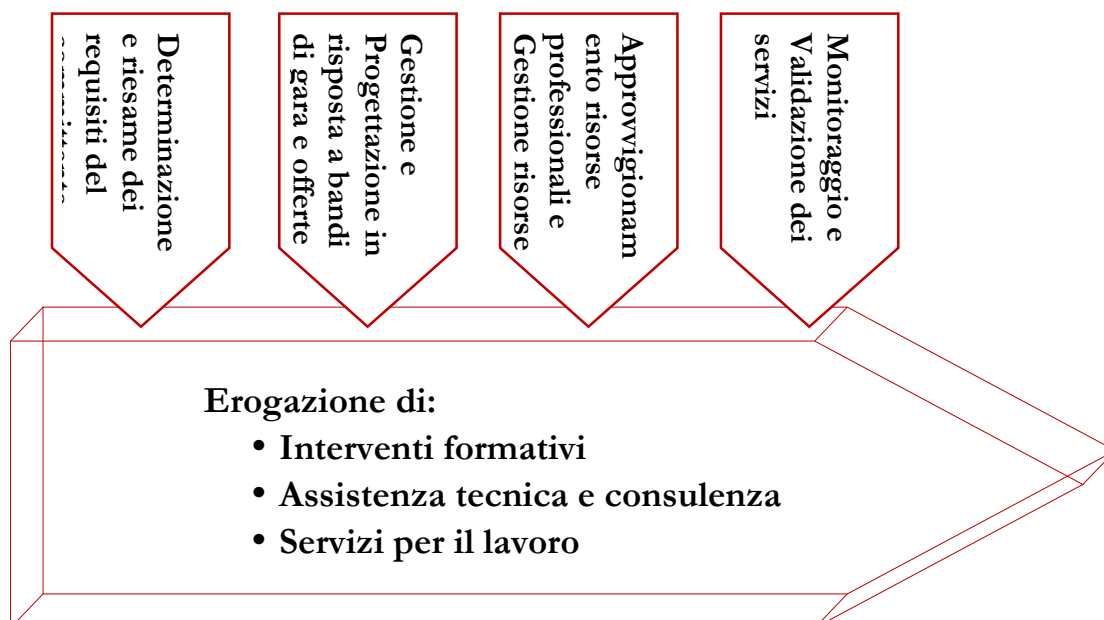 Determinazione
e riesame dei
requisiti del
Gestione e
Progettazione in
risposta a bandi
di gara e offerte
Approvvigionam
ento risorse
professionali e
Gestione risorse
Monitoraggio e
Validazione dei
servizi
Erogazione di:
• Interventi formativi
• Assistenza tecnica e consulenza
• Servizi per il lavoro